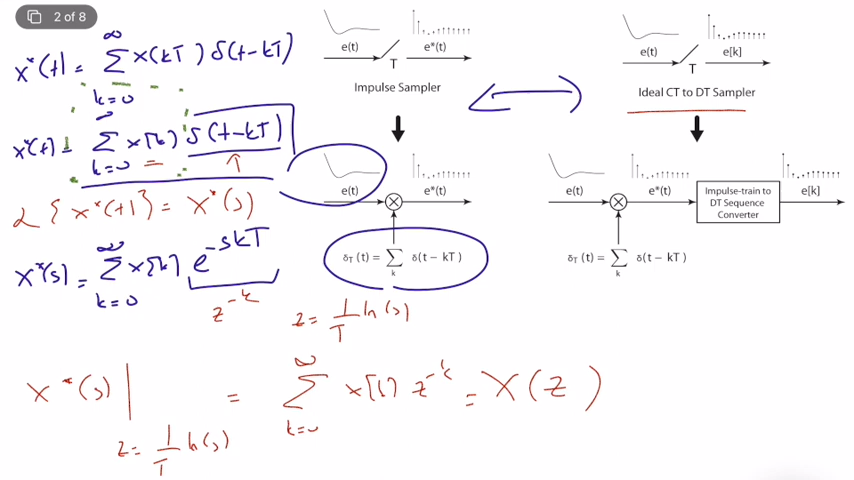 2 of 8
x*(t) = ∞ Σ k=0 x(kT) δ(t-kT)
x*(t) = ∞ Σ k=0 x[k] δ(t-kT)
ℒ {x*(t)} = X*(s)
X*(s) = ∞ Σ k=0 x[k] e^-skT
z^-k
z = 1/T ln(s)
X*(s) | z = 1/T ln(s) = ∞ Σ k=0 x[k] z^-k = X(z)
e(t) T e*(t)
Impulse Sampler
e(t) e*(t)
δT (t) = Σ k δ(t − kT)
e(t) T e[k]
Ideal CT to DT Sampler
e(t) e*(t) Impulse-train to
DT Sequence
Converter
e[k]
δT (t) = Σ k δ(t − kT)